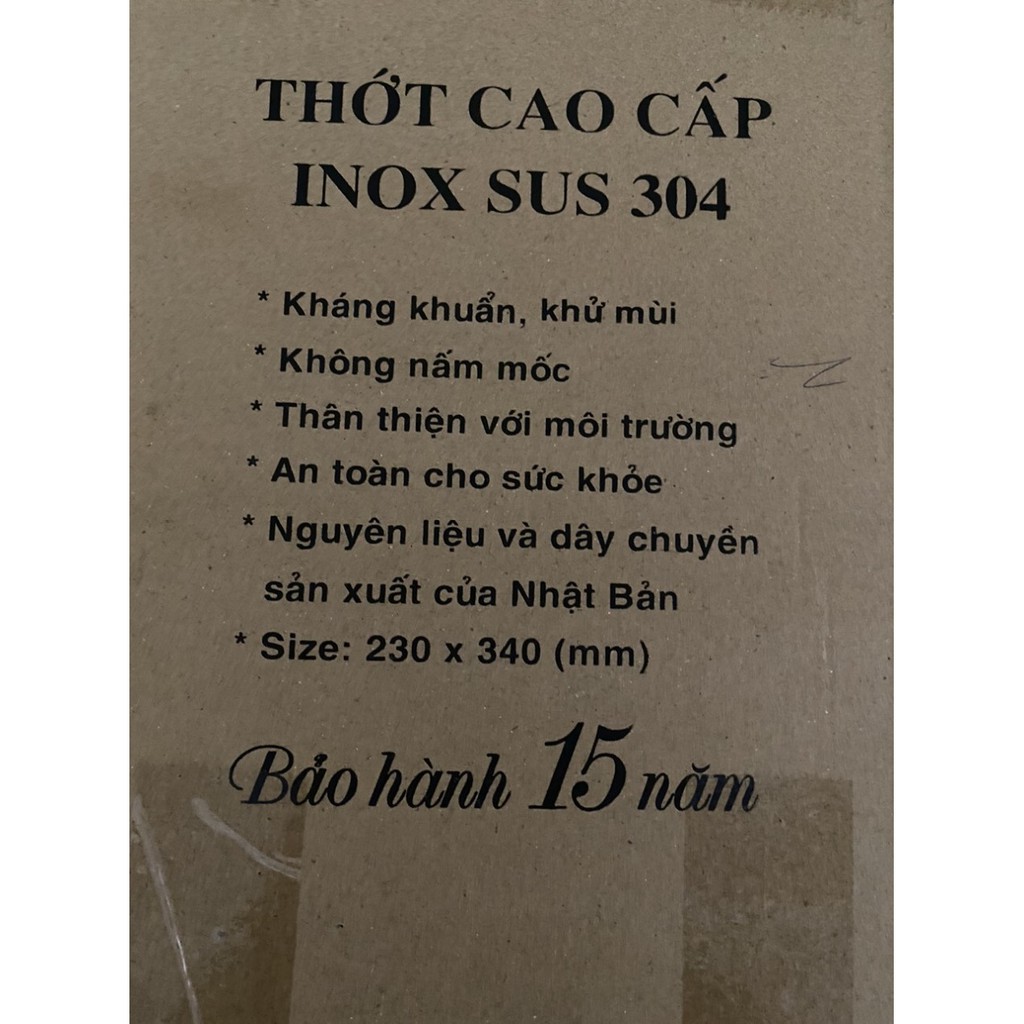 THỚT CAO CẤP
INOX SUS 304
* Kháng khuẩn, khử mùi
* Không nấm mốc
* Thân thiện với môi trường
* An toàn cho sức khỏe
* Nguyên liệu và dây chuyền
sản xuất của Nhật Bản
* Size: 230 x 340 (mm)
Bảo hành 15 năm